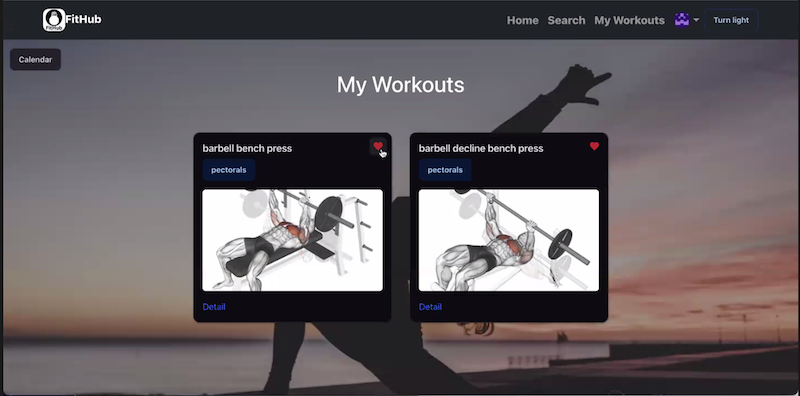 FitHub
FitHub
Home
Search
My Workouts
Turn light
Calendar
My Workouts
barbell bench press
pectorals
Detail
barbell decline bench press
pectorals
Detail